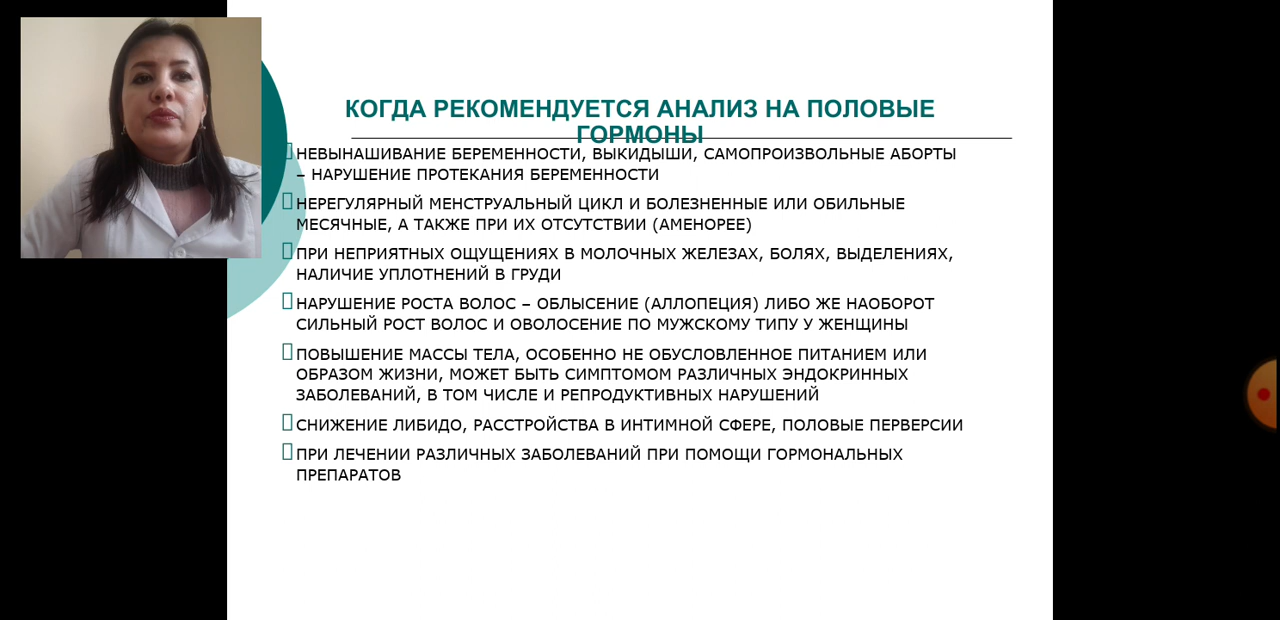 КОГДА РЕКОМЕНДУЕТСЯ АНАЛИЗ НА ПОЛОВЫЕ
ГОРМОНЫ
НЕВЫНАШИВАНИЕ БЕРЕМЕННОСТИ, ВЫКИДЫШИ, САМОПРОИЗВОЛЬНЫЕ АБОРТЫ
– НАРУШЕНИЕ ПРОТЕКАНИЯ БЕРЕМЕННОСТИ
НЕРЕГУЛЯРНЫЙ МЕНСТРУАЛЬНЫЙ ЦИКЛ И БОЛЕЗНЕННЫЕ ИЛИ ОБИЛЬНЫЕ
МЕСЯЧНЫЕ, А ТАКЖЕ ПРИ ИХ ОТСУТСТВИИ (АМЕНОРЕЕ)
ПРИ НЕПРИЯТНЫХ ОЩУЩЕНИЯХ В МОЛОЧНЫХ ЖЕЛЕЗАХ, БОЛЯХ, ВЫДЕЛЕНИЯХ,
НАЛИЧИЕ УПЛОТНЕНИЙ В ГРУДИ
НАРУШЕНИЕ РОСТА ВОЛОС – ОБЛЫСЕНИЕ (АЛЛОПЕЦИЯ) ЛИБО ЖЕ НАОБОРОТ
СИЛЬНЫЙ РОСТ ВОЛОС И ОВОЛОСЕНИЕ ПО МУЖСКОМУ ТИПУ У ЖЕНЩИНЫ
ПОВЫШЕНИЕ МАССЫ ТЕЛА, ОСОБЕННО НЕ ОБУСЛОВЛЕННОЕ ПИТАНИЕМ ИЛИ
ОБРАЗОМ ЖИЗНИ, МОЖЕТ БЫТЬ СИМПТОМОМ РАЗЛИЧНЫХ ЭНДОКРИННЫХ
ЗАБОЛЕВАНИЙ, В ТОМ ЧИСЛЕ И РЕПРОДУКТИВНЫХ НАРУШЕНИЙ
СНИЖЕНИЕ ЛИБИДО, РАССТРОЙСТВА В ИНТИМНОЙ СФЕРЕ, ПОЛОВЫЕ ПЕРВЕРСИИ
ПРИ ЛЕЧЕНИИ РАЗЛИЧНЫХ ЗАБОЛЕВАНИЙ ПРИ ПОМОЩИ ГОРМОНАЛЬНЫХ
ПРЕПАРАТОВ